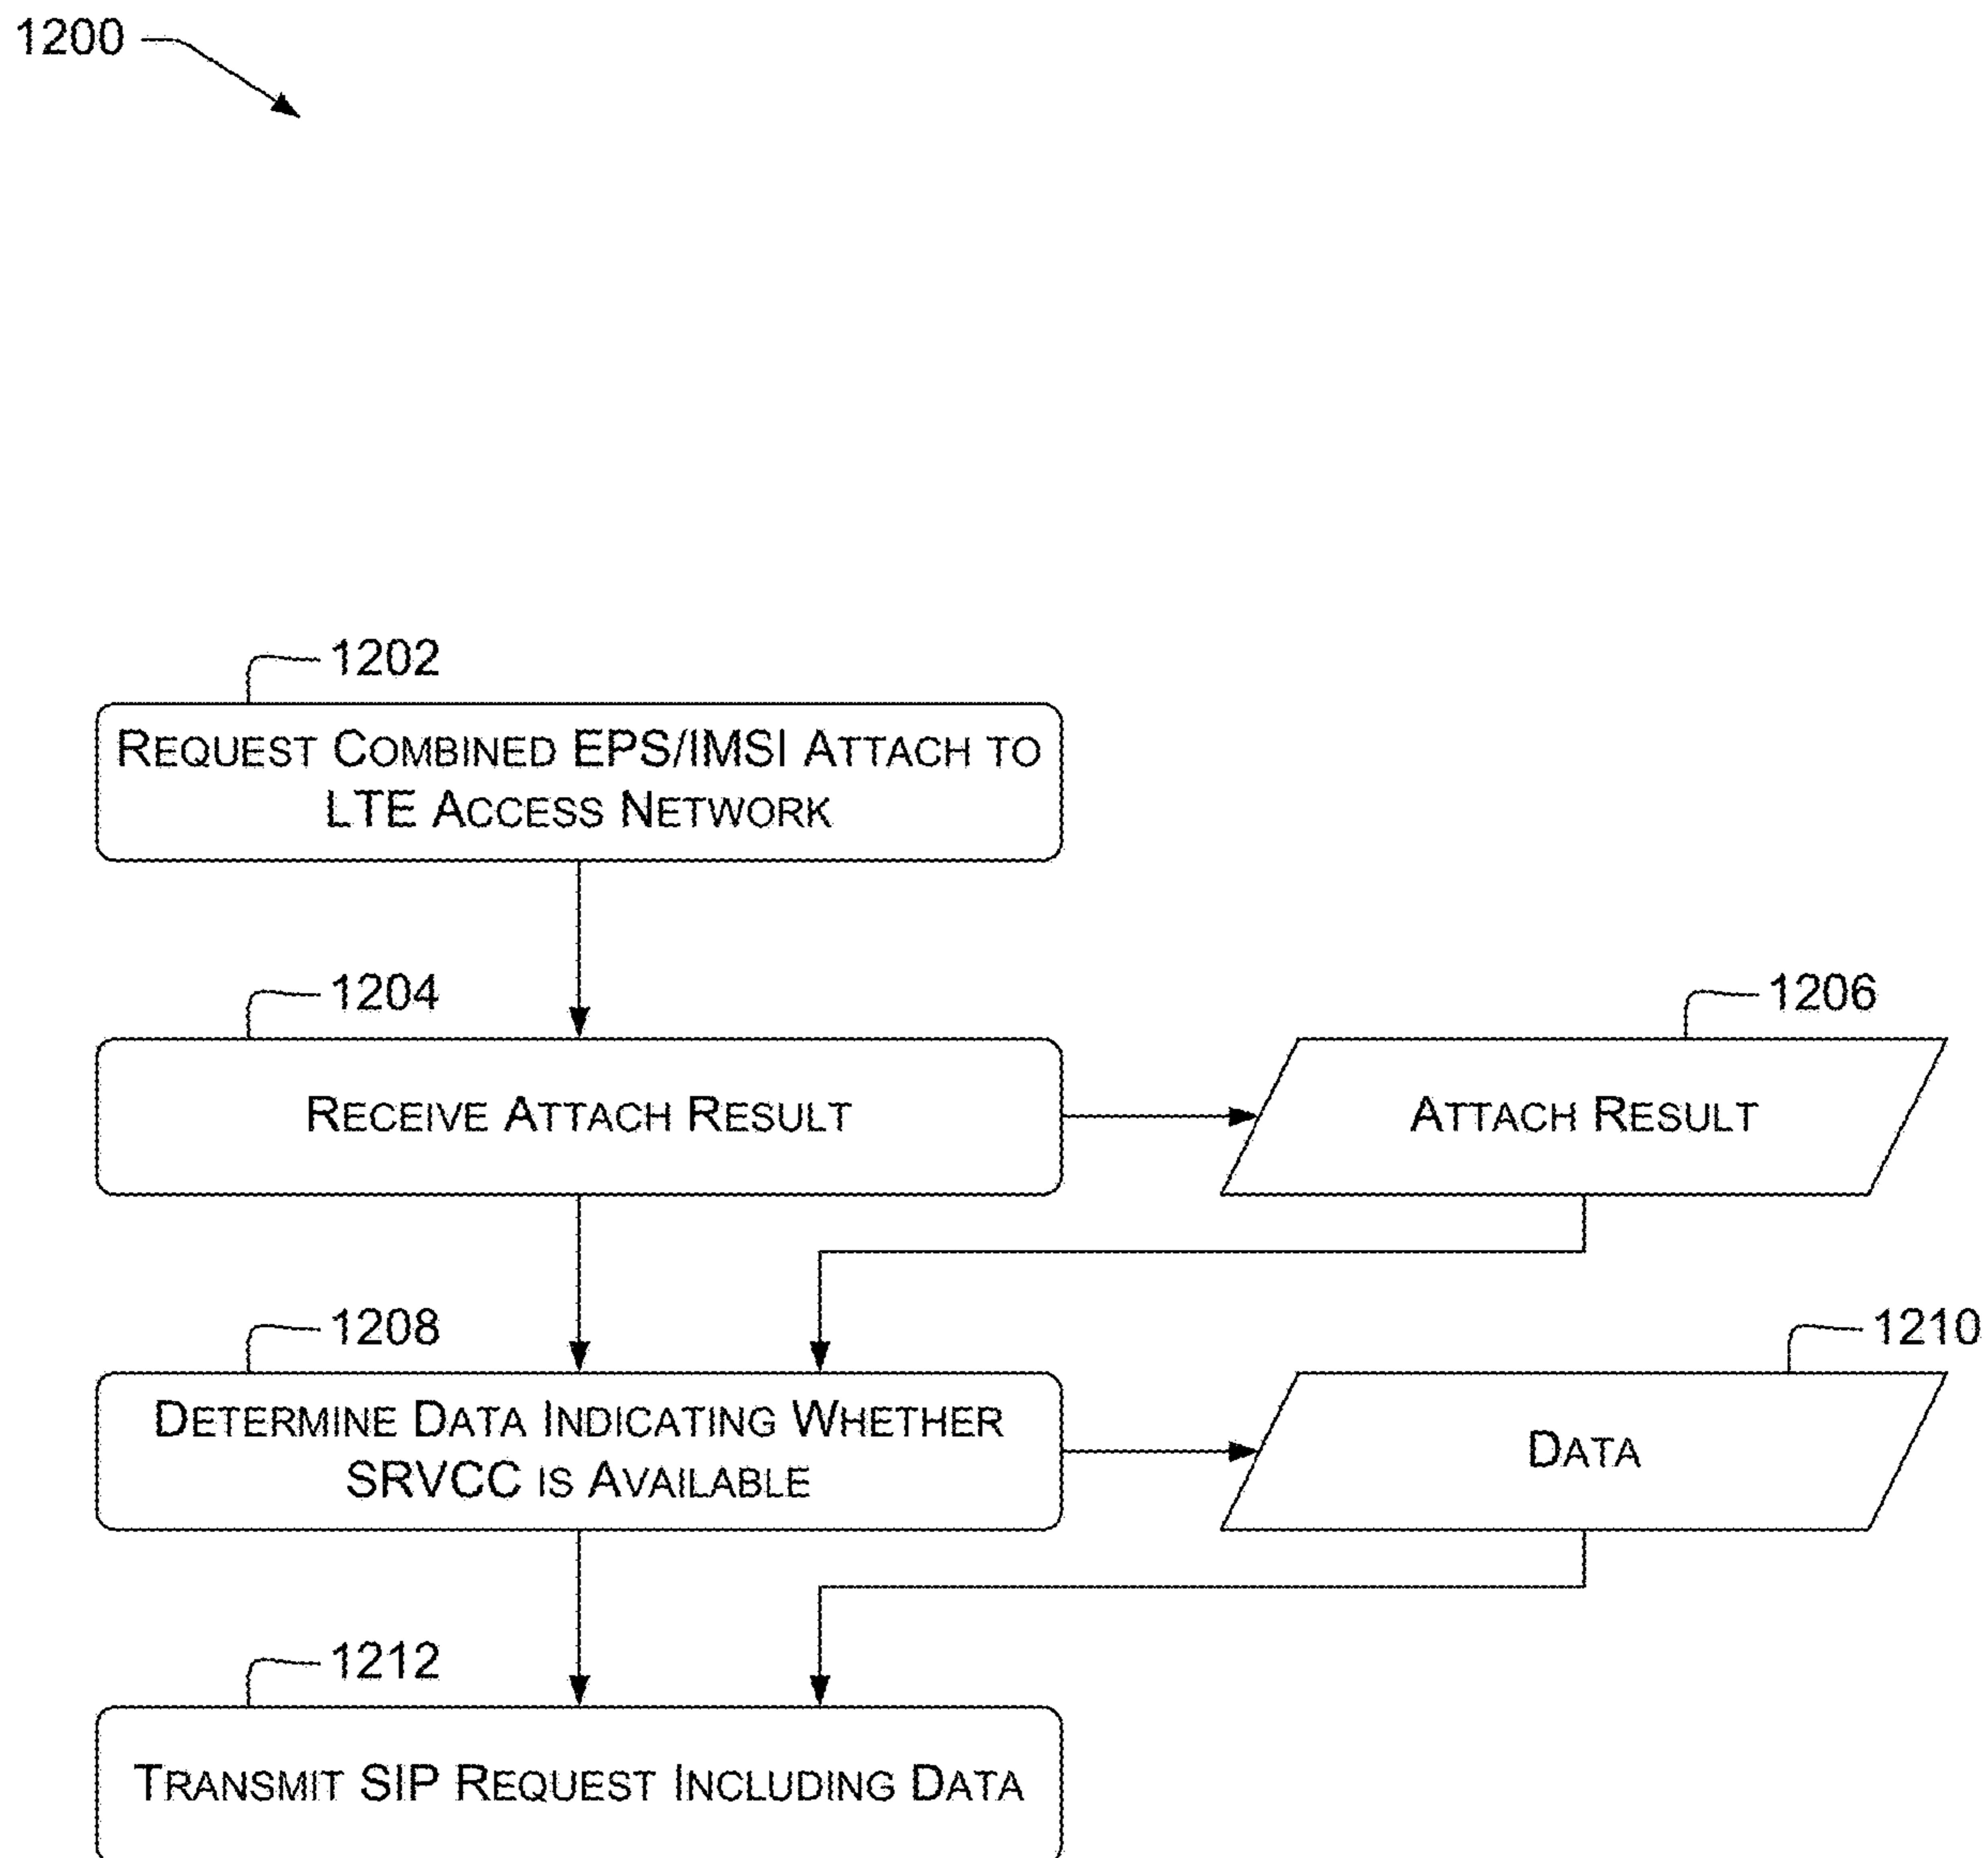 1200
1202
REQUEST COMBINED EPS/IMSI ATTACH TO
LTE ACCESS NETWORK
1204
1206
RECEIVE ATTACH RESULT
ATTACH RESULT
1208
1210
DETERMINE DATA INDICATING WHETHER
SRVCC IS AVAILABLE
DATA
1212
TRANSMIT SIP REQUEST INCLUDING DATA